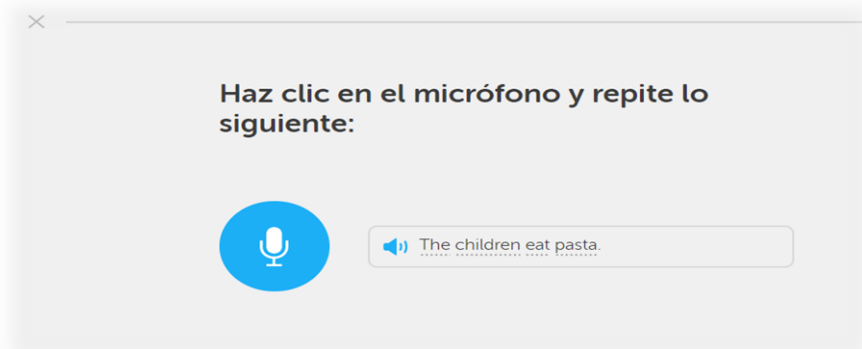 Haz clic en el micrófono y repite lo
siguiente:
The children eat pasta.